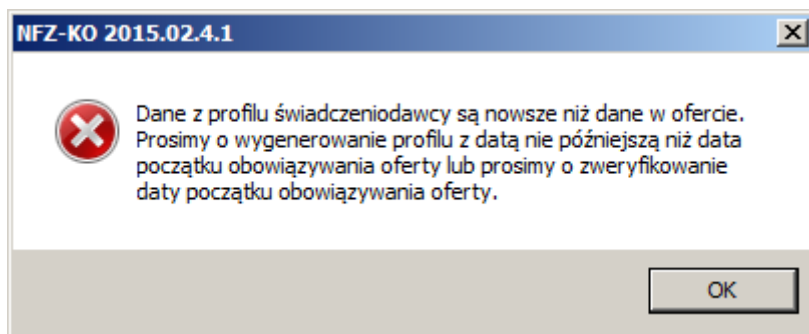 NFZ-KO 2015.02.4.1
Dane z profilu świadczeniodawcy są nowsze niż dane w ofercie.
Prosimy o wygenerowanie profilu z datą nie późniejszą niż data
początku obowiązywania oferty lub prosimy o zweryfikowanie
daty początku obowiązywania oferty.
OK